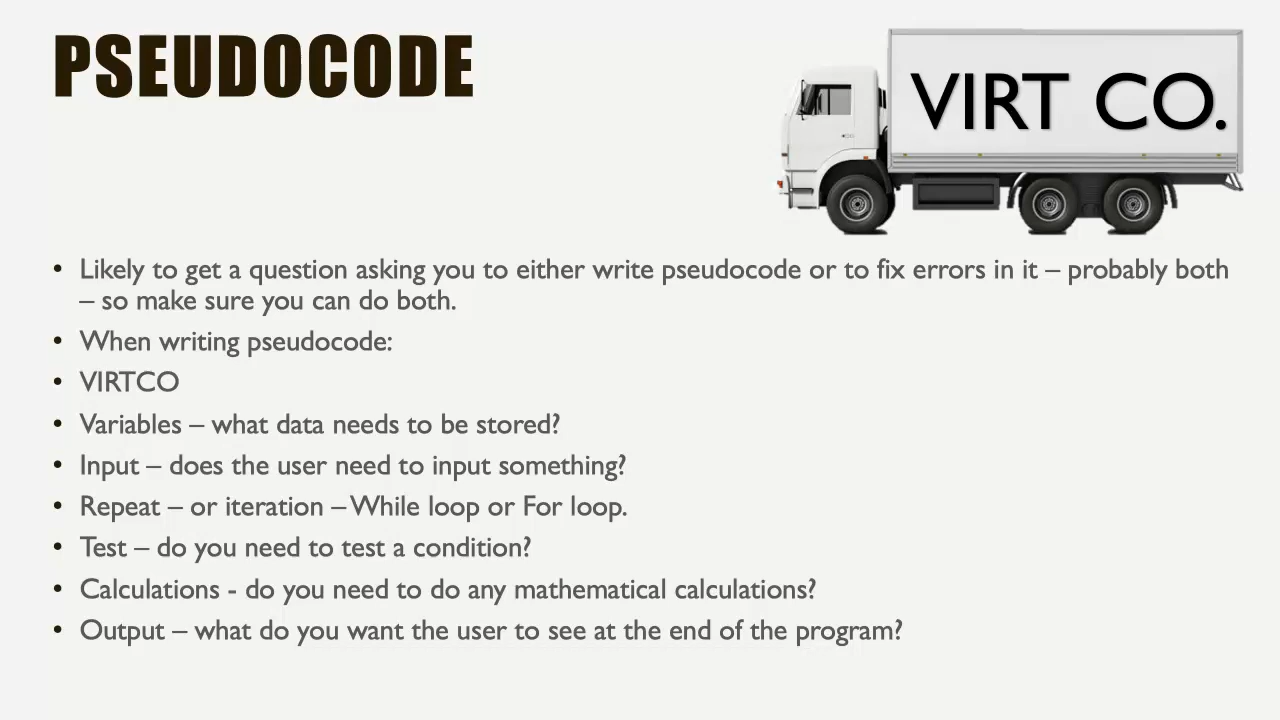 PSEUDOCODE
VIRT CO.
• Likely to get a question asking you to either write pseudocode or to fix errors in it – probably both
– so make sure you can do both.
• When writing pseudocode:
• VIRTCO
• Variables – what data needs to be stored?
• Input – does the user need to input something?
• Repeat – or iteration – While loop or For loop.
• Test – do you need to test a condition?
• Calculations - do you need to do any mathematical calculations?
• Output – what do you want the user to see at the end of the program?